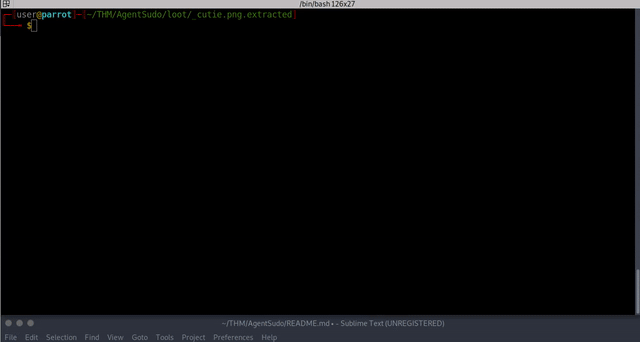 /bin/bash 126x27
┌─[user@parrot]─[~/THM/AgentSudo/loot/_cutie.png.extracted]
└──╼ $
~/THM/AgentSudo/README.md • - Sublime Text (UNREGISTERED)
File Edit Selection Find View Goto Tools Project Preferences Help